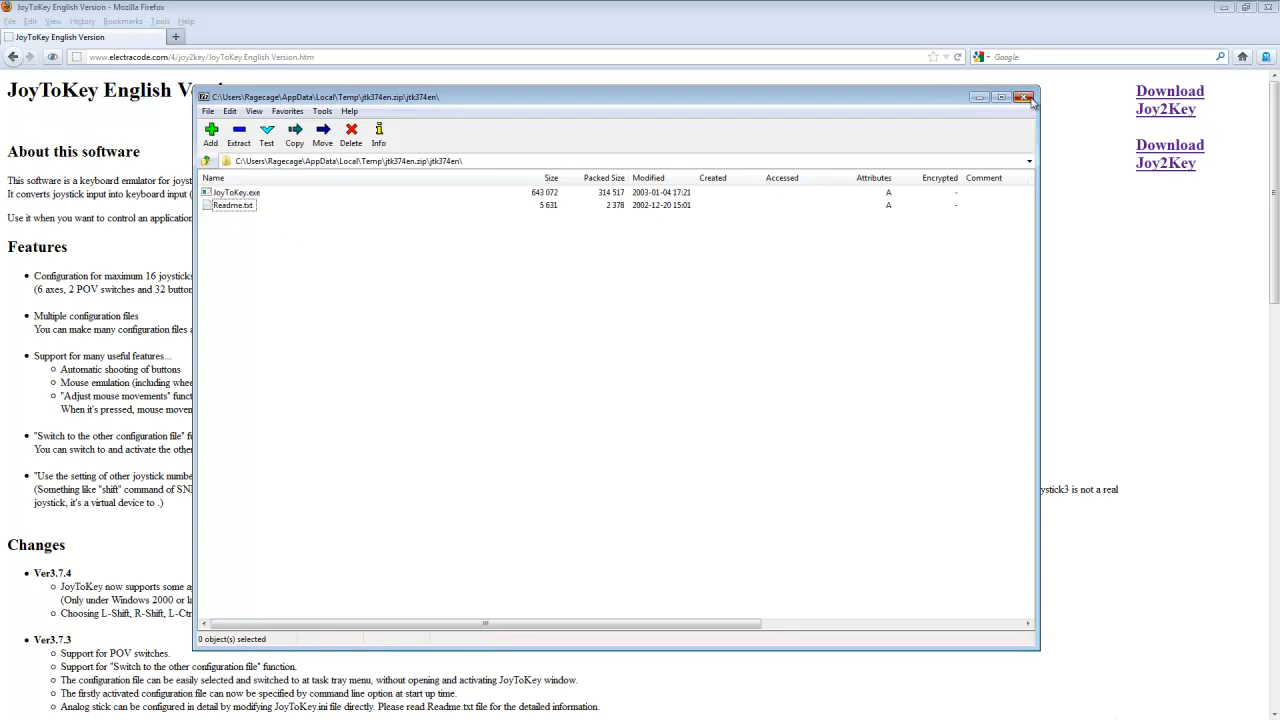 JoyToKey English Version - Mozilla Firefox
File Edit View History Bookmarks Tools Help
JoyToKey English Version
www.electracode.com/4/joy2key/JoyToKey English Version.htm
Google
JoyToKey English Ve
Download
Joy2Key
Download
Joy2Key
About this software
This software is a keyboard emulator for joyst
It converts joystick input into keyboard input (
Use it when you want to control an application
Features
Configuration for maximum 16 joysticks
(6 axes, 2 POV switches and 32 button
Multiple configuration files
You can make many configuration files a
Support for many useful features...
Automatic shooting of buttons
Mouse emulation (including whee
"Adjust mouse movements" funct
When it's pressed, mouse movem
"Switch to the other configuration file" fu
You can switch to and activate the othe
"Use the setting of other joystick numbe
(Something like "shift" command of SN
ystick3 is not a real
joystick, it's a virtual device to .)
Changes
Ver3.7.4
JoyToKey now supports some a
(Only under Windows 2000 or la
Choosing L-Shift, R-Shift, L-Ctr
Ver3.7.3
Support for POV switches.
Support for "Switch to the other configuration file" function.
The configuration file can be easily selected and switched to at task tray menu, without opening and activating JoyToKey window.
The firstly activated configuration file can now be specified by command line option at start up time.
Analog stick can be configured in detail by modifying JoyToKey.ini file directly. Please read Readme.txt file for the detailed information.
C:\Users\Ragecage\AppData\Local\Temp\jtk374en.zip\jtk374en\
File Edit View Favorites Tools Help
Add Extract Test Copy Move Delete Info
C:\Users\Ragecage\AppData\Local\Temp\jtk374en.zip\jtk374en\
Name Size Packed Size Modified Created Accessed Attributes Encrypted Comment
JoyToKey.exe 643 072 314 517 2003-01-04 17:21 A -
Readme.txt 5 631 2 378 2002-12-20 15:01 A -
0 object(s) selected